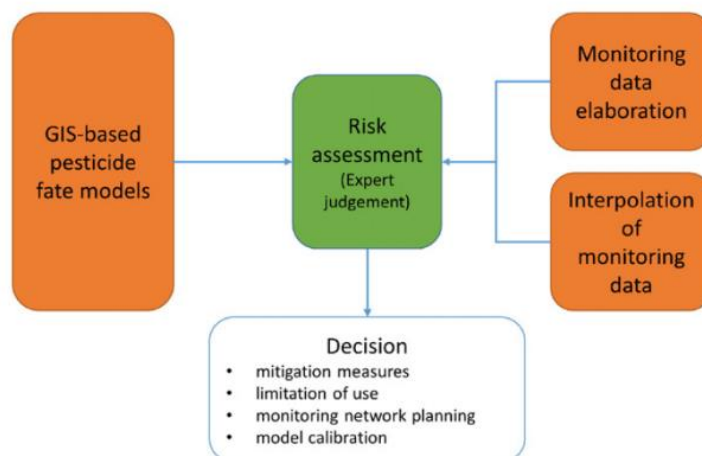 GIS-based
pesticide
fate models
Risk
assessment
(Expert
judgement)
Monitoring
data
elaboration
Interpolation
of
monitoring
data
Decision
• mitigation measures
• limitation of use
• monitoring network planning
• model calibration